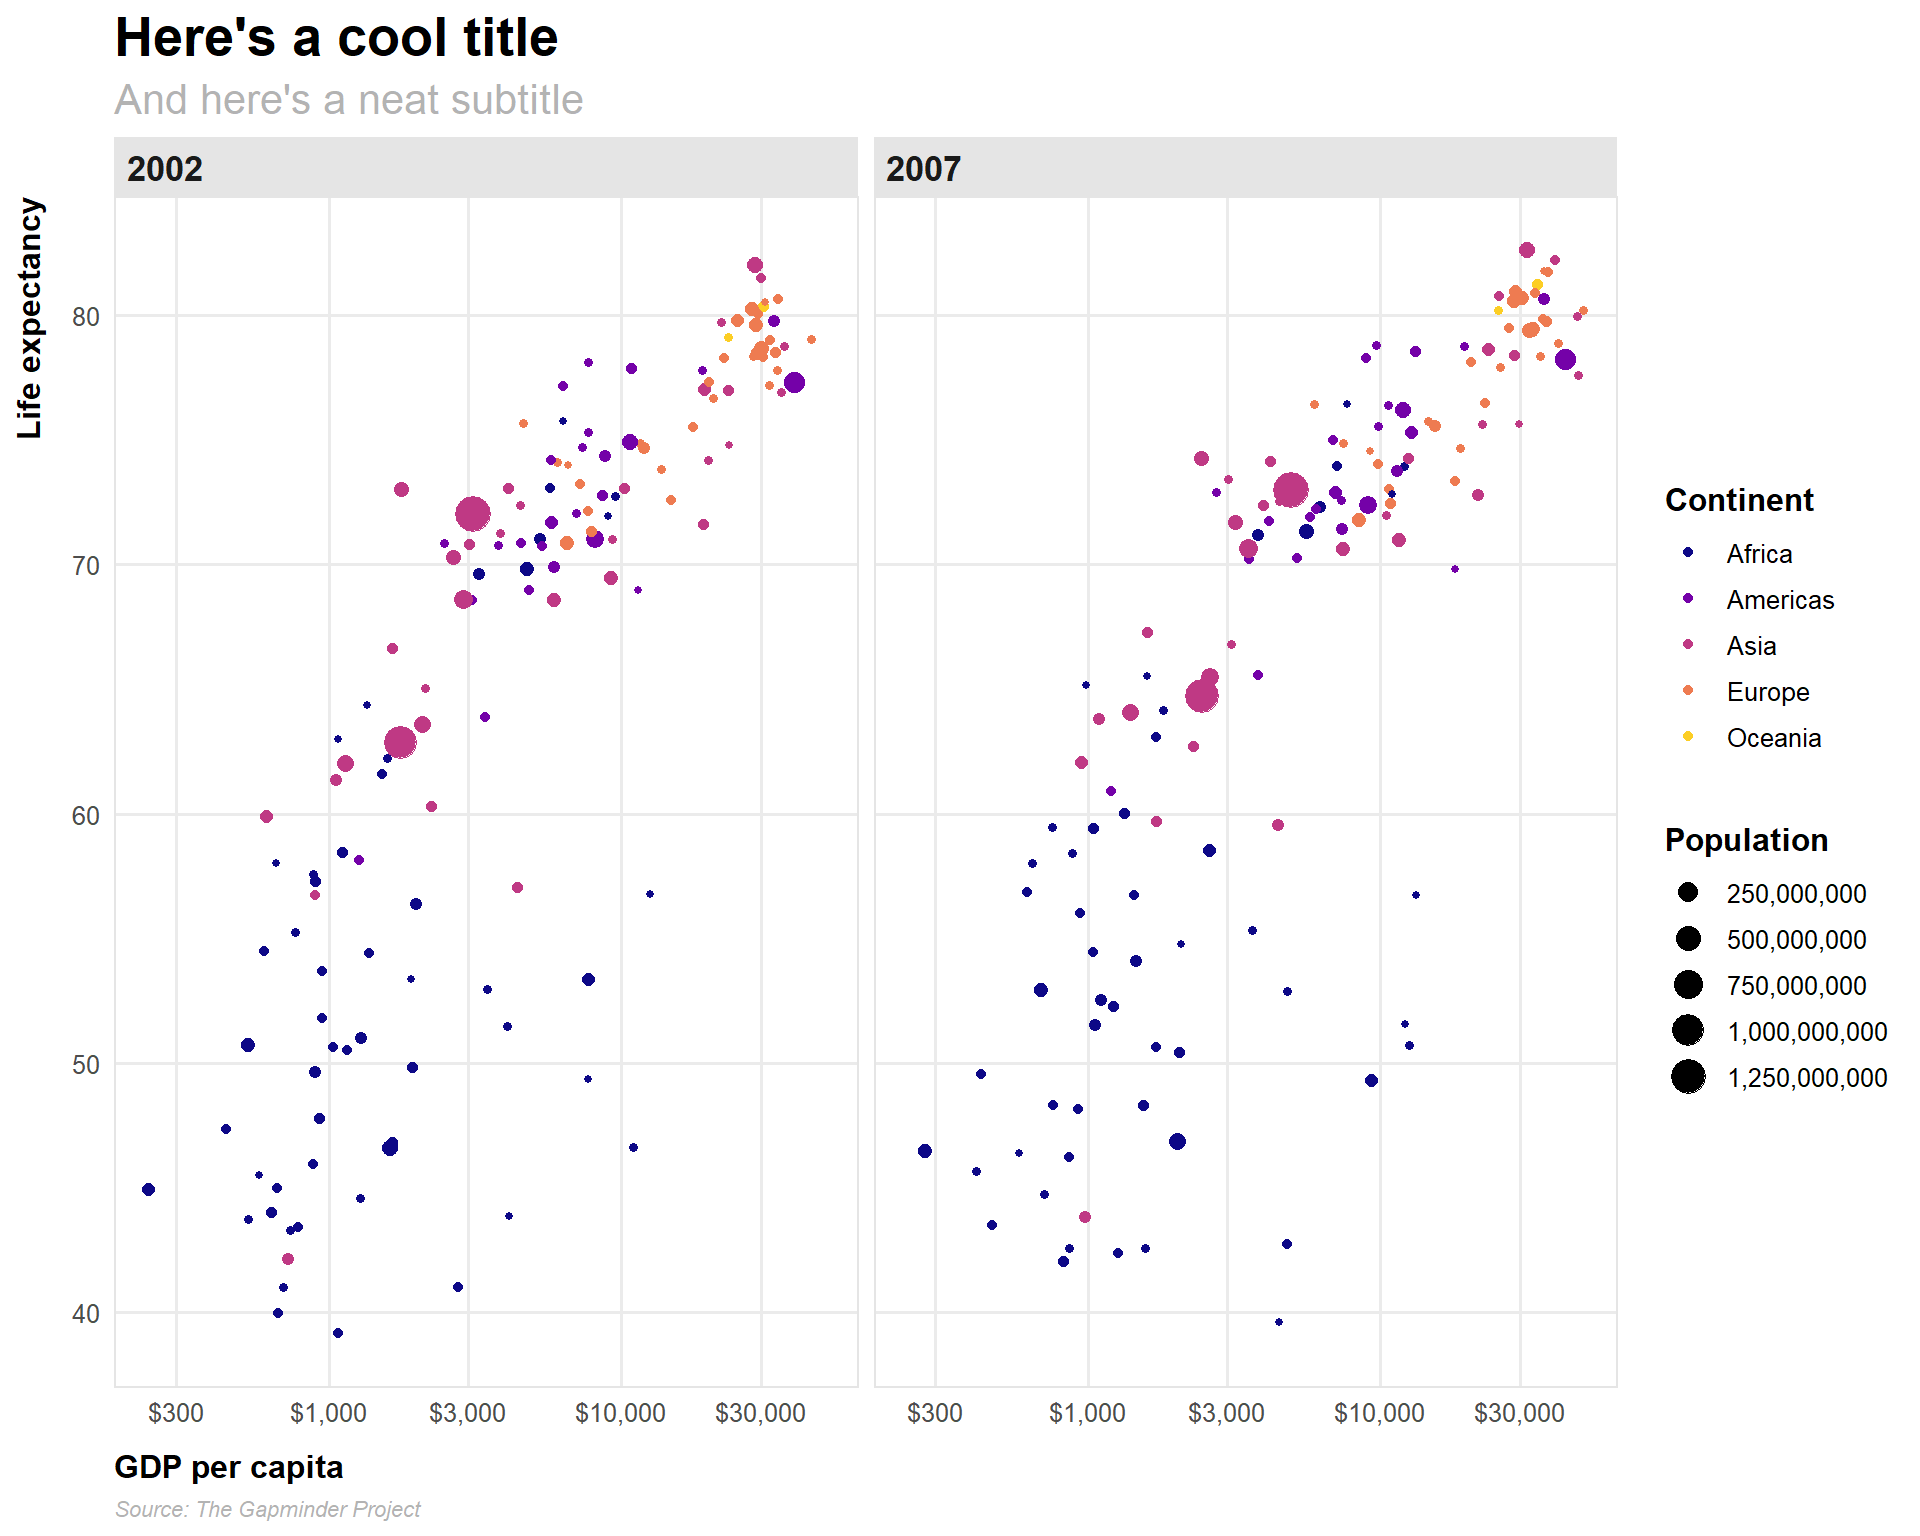 Here's a cool title
And here's a neat subtitle
2002
2007
Life expectancy
80
70
60
50
40
$300 $1,000 $3,000 $10,000 $30,000
$300 $1,000 $3,000 $10,000 $30,000
GDP per capita
Source: The Gapminder Project
Continent
Africa
Americas
Asia
Europe
Oceania
Population
250,000,000
500,000,000
750,000,000
1,000,000,000
1,250,000,000